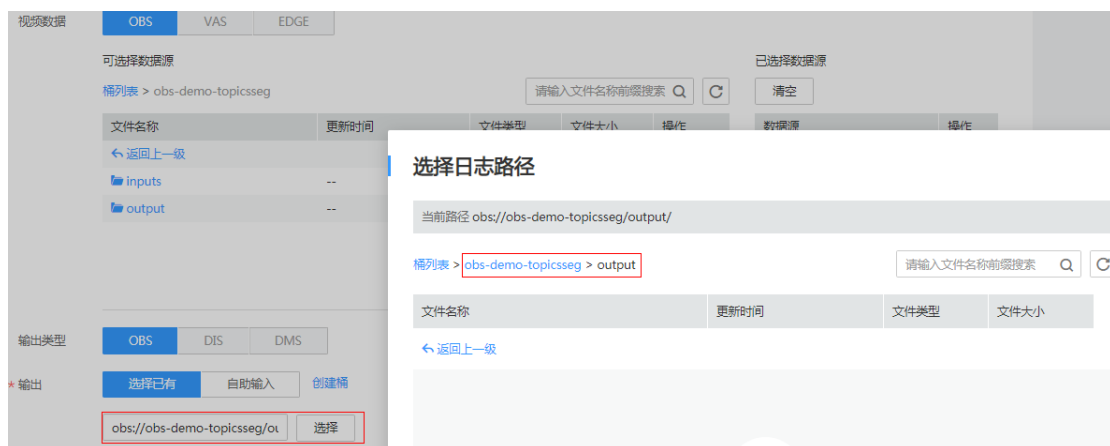 视频数据 OBS VAS EDGE
可选择数据源 已选择数据源
桶列表 > obs-demo-topicsseg 请输入文件名称前缀搜索 清空
文件名称 更新时间 文件类型 文件大小 操作 数据源 操作
返回上一级
inputs --
output --
选择日志路径
当前路径 obs://obs-demo-topicsseg/output/
桶列表 > obs-demo-topicsseg > output 请输入文件名称前缀搜索
文件名称 更新时间 文件类型 文件大小
返回上一级
输出类型 OBS DIS DMS
* 输出 选择已有 自助输入 创建桶
obs://obs-demo-topicsseg/ou 选择